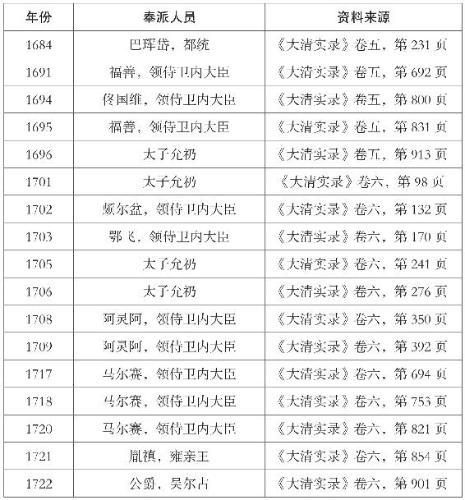 年份 奉派人员 资料来源
1684 巴珲岱，都统 《大清实录》卷五，第 231 页
1691 福善，领侍卫内大臣 《大清实录》卷五，第 692 页
1694 佟国维，领侍卫内大臣 《大清实录》卷五，第 800 页
1695 福善，领侍卫内大臣 《大清实录》卷五，第 831 页
1696 太子允礽 《大清实录》卷五，第 913 页
1701 太子允礽 《大清实录》卷六，第 98 页
1702 颇尔盆，领侍卫内大臣 《大清实录》卷六，第 132 页
1703 鄂飞，领侍卫内大臣 《大清实录》卷六，第 170 页
1705 太子允礽 《大清实录》卷六，第 241 页
1706 太子允礽 《大清实录》卷六，第 276 页
1708 阿灵阿，领侍卫内大臣 《大清实录》卷六，第 350 页
1709 阿灵阿，领侍卫内大臣 《大清实录》卷六，第 392 页
1717 马尔赛，领侍卫内大臣 《大清实录》卷六，第 694 页
1718 马尔赛，领侍卫内大臣 《大清实录》卷六，第 753 页
1720 马尔赛，领侍卫内大臣 《大清实录》卷六，第 821 页
1721 胤禛，雍亲王 《大清实录》卷六，第 854 页
1722 公爵，吴尔占 《大清实录》卷六，第 901 页